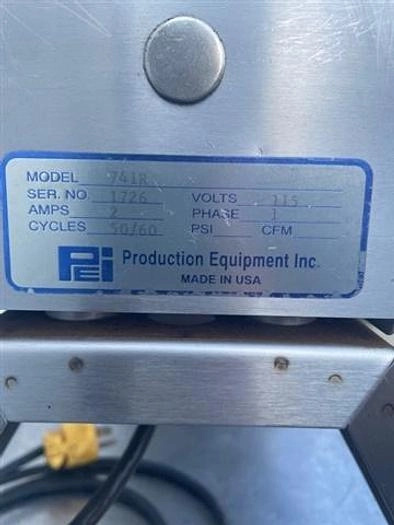 MODEL 741R
SER. NO. 1726 VOLTS 115
AMPS 2 PHASE 1
CYCLES 50/60 PSI CFM
PEi Production Equipment Inc.
MADE IN USA